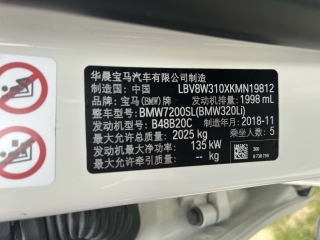 华晨宝马汽车有限公司制造
制造国：中国 LBV8W310XKMN19812
品牌：宝马(BMW)牌 发动机排量：1998 mL
整车型号：BMW7200SL(BMW320Li)
发动机型号：B48B20C 制造年月：2018-11
最大允许总质量：2025 kg 乘坐人数：5
发动机最大净功率：135 kW
最大允许牵引质量：-- kg